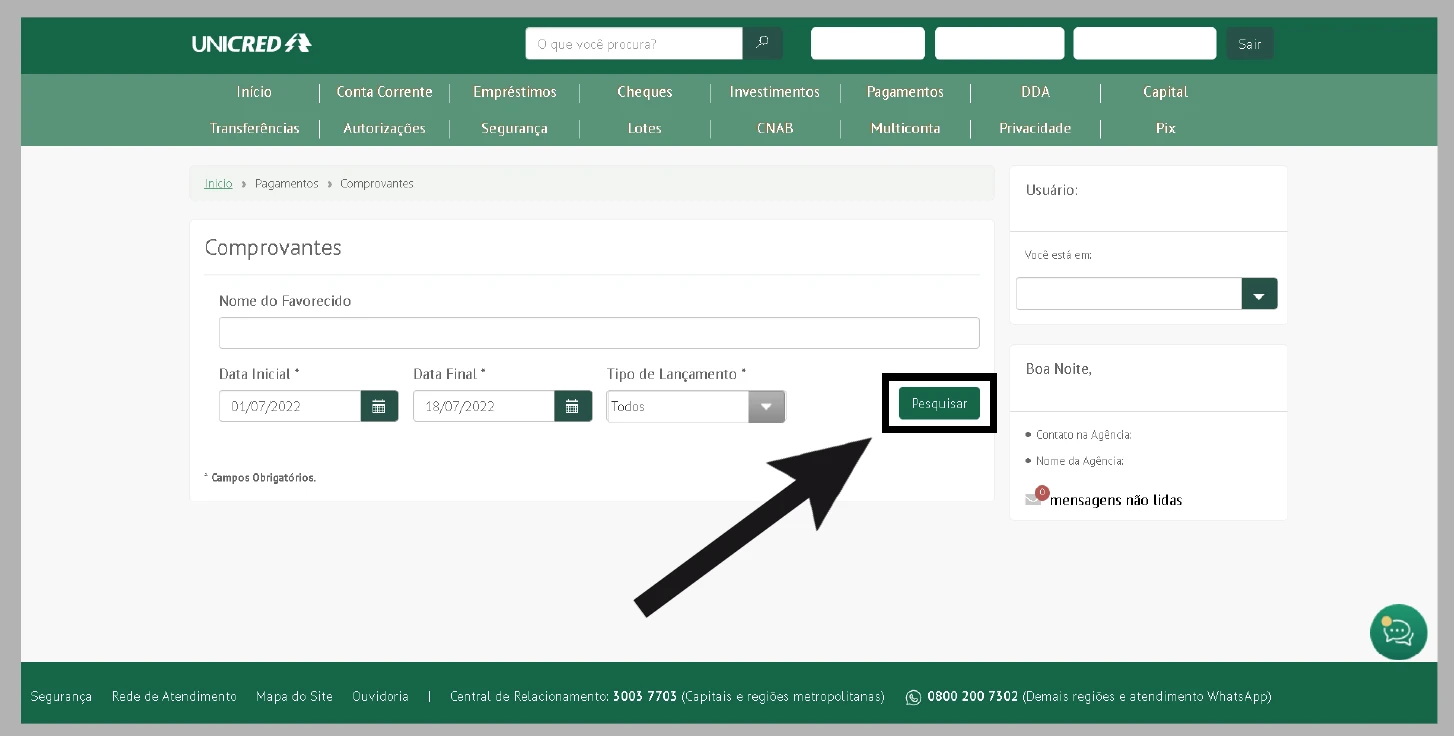 UNICRED
O que você procura?
Sair
Início
Conta Corrente
Empréstimos
Cheques
Investimentos
Pagamentos
DDA
Capital
Transferências
Autorizações
Segurança
Lotes
CNAB
Multiconta
Privacidade
Pix
Início » Pagamentos » Comprovantes
Comprovantes
Nome do Favorecido
Data Inicial *
Data Final *
Tipo de Lançamento *
01/07/2022
18/07/2022
Todos
Pesquisar
* Campos Obrigatórios.
Usuário:
Você está em:
Boa Noite,
• Contato na Agência:
• Nome da Agência:
0
mensagens não lidas
Segurança
Rede de Atendimento
Mapa do Site
Ouvidoria
|
Central de Relacionamento: 3003 7703 (Capitais e regiões metropolitanas)
0800 200 7302 (Demais regiões e atendimento WhatsApp)